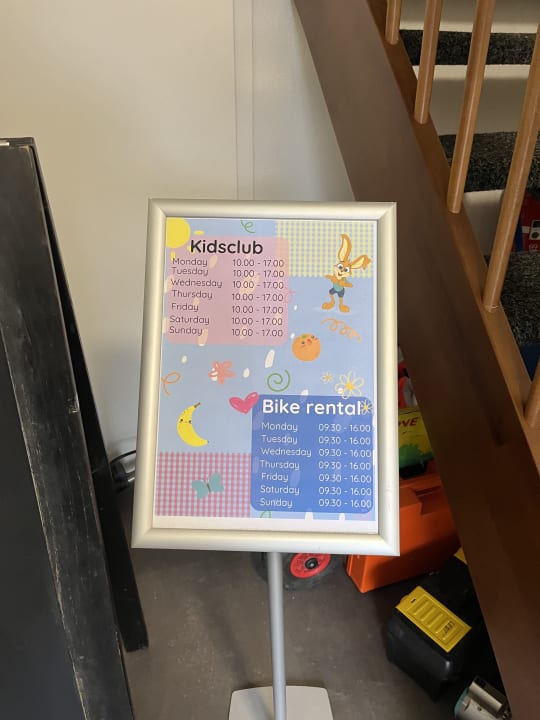 Kidsclub
Monday 10.00 - 17.00
Tuesday 10.00 - 17.00
Wednesday 10.00 - 17.00
Thursday 10.00 - 17.00
Friday 10.00 - 17.00
Saturday 10.00 - 17.00
Sunday 10.00 - 17.00
Bike rental
Monday 09.30 - 16.00
Tuesday 09.30 - 16.00
Wednesday 09.30 - 16.00
Thursday 09.30 - 16.00
Friday 09.30 - 16.00
Saturday 09.30 - 16.00
Sunday 09.30 - 16.00